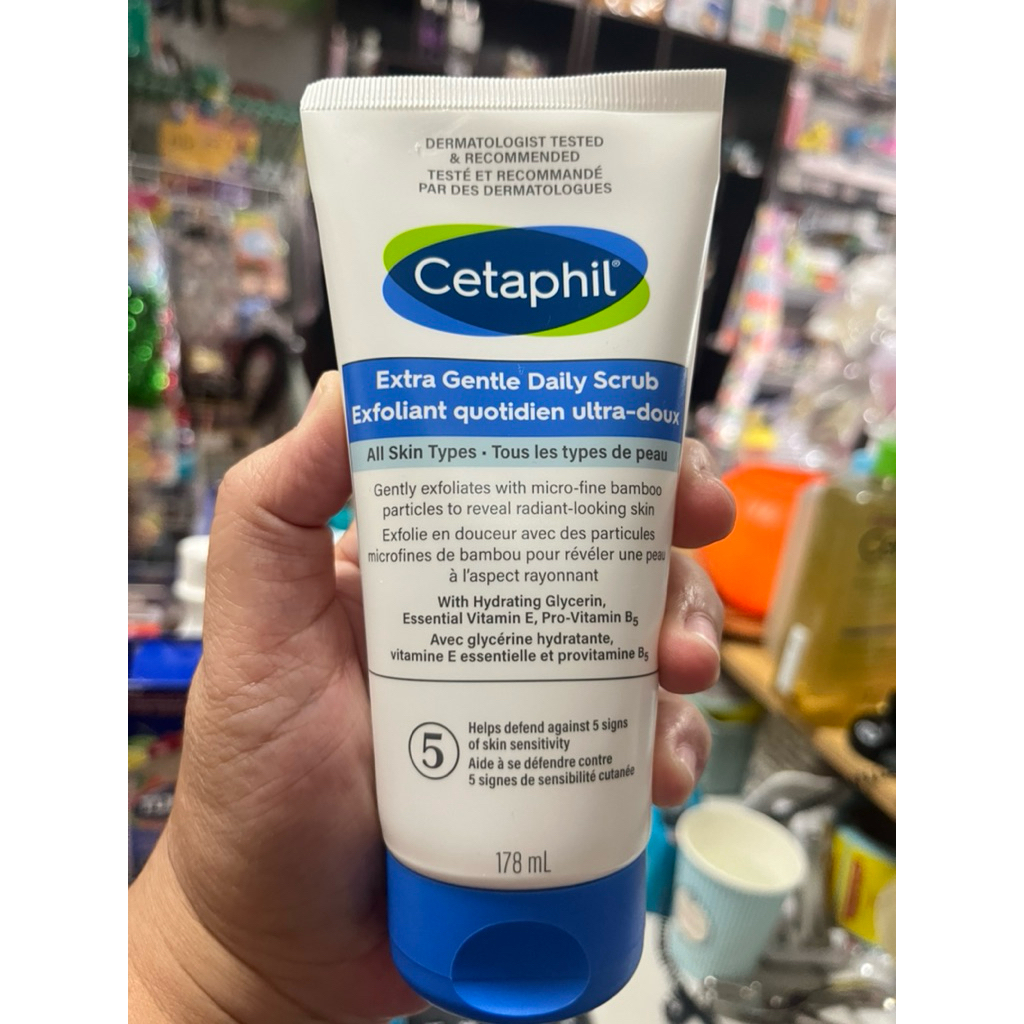 DERMATOLOGIST TESTED
& RECOMMENDED
TESTÉ ET RECOMMANDÉ
PAR DES DERMATOLOGUES
Cetaphil®
Extra Gentle Daily Scrub
Exfoliant quotidien ultra-doux
All Skin Types • Tous les types de peau
Gently exfoliates with micro-fine bamboo
particles to reveal radiant-looking skin
Exfolie en douceur avec des particules
microfines de bambou pour révéler une peau
à l'aspect rayonnant
With Hydrating Glycerin,
Essential Vitamin E, Pro-Vitamin B5
Avec glycérine hydratante,
vitamine E essentielle et provitamine B5
5
Helps defend against 5 signs
of skin sensitivity
Aide à se défendre contre
5 signes de sensibilité cutanée
178 mL